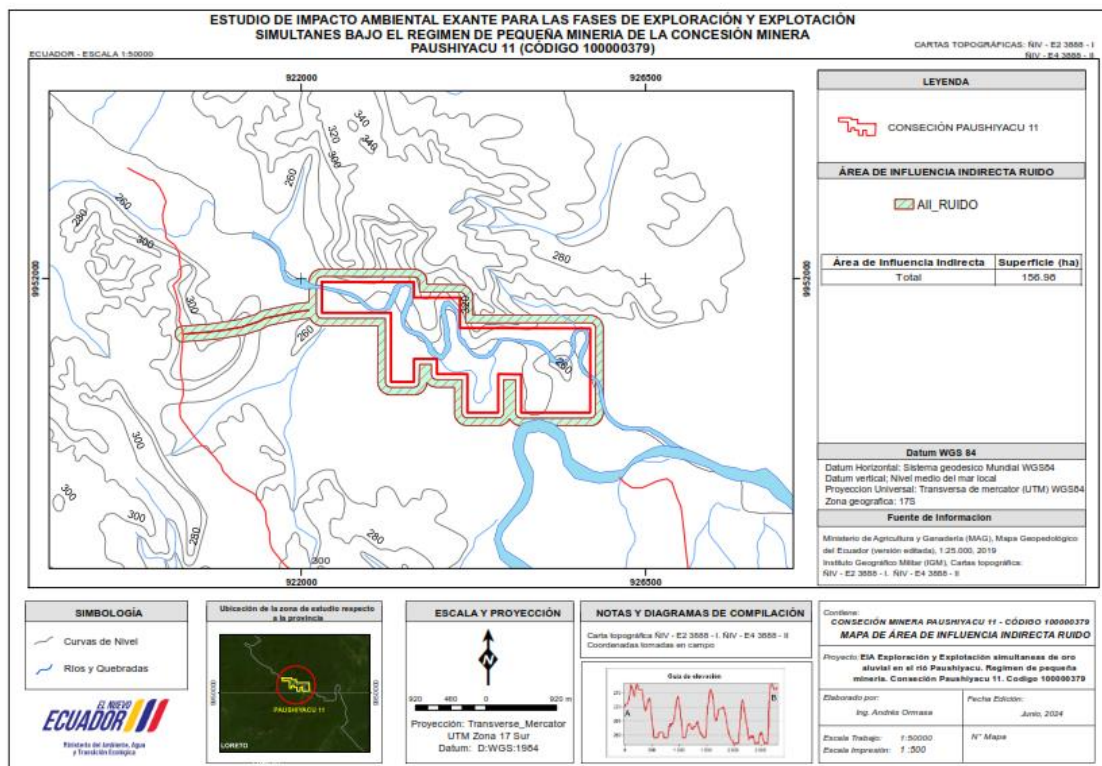 ESTUDIO DE IMPACTO AMBIENTAL EXANTE PARA LAS FASES DE EXPLORACIÓN Y EXPLOTACIÓN
SIMULTANES BAJO EL REGIMEN DE PEQUEÑA MINERIA DE LA CONCESIÓN MINERA
PAUSHIYACU 11 (CÓDIGO 100000379)
ECUADOR - ESCALA 1:50000
CARTAS TOPOGRÁFICAS: ÑIV - E2 3888 - I
ÑIV - E4 3888 - II
922000
926500
9952000
9952000
320
340
340
300
260
260
280
300
280
320
300
260
260
300
300
280
280
300
922000
926500
LEYENDA
CONSECIÓN PAUSHIYACU 11
ÁREA DE INFLUENCIA INDIRECTA RUIDO
AII_RUIDO
Área de Influencia Indirecta
Superficie (ha)
Total
156.96
Datum WGS 84
Datum Horizontal: Sistema geodesico Mundial WGS84
Datum vertical; Nivel medio del mar local
Proyeccion Universal: Transversa de mercator (UTM) WGS84
Zona geografica: 17S
Fuente de Informacion
Ministerio de Agricultura y Ganadería (MAG), Mapa Geopedológico
del Ecuador (versión editada), 1:25.000, 2019
Instituto Geográfico Militar (IGM), Cartas topográfica:
ÑIV - E2 3888 - I. ÑIV - E4 3888 - II
SIMBOLOGÍA
Curvas de Nivel
Rios y Quebradas
EL NUEVO
ECUADOR
Ministerio del Ambiente, Agua
y Transición Ecológica
Ubicación de la zona de estudio respecto
a la provincia
PAUSHIYACU 11
LORETO
9950000
9950000
ESCALA Y PROYECCIÓN
N
920 460 0 920 m
Proyección: Transverse_Mercator
UTM Zona 17 Sur
Datum: D:WGS:1984
NOTAS Y DIAGRAMAS DE COMPILACIÓN
Carta topográfica ÑIV - E2 3888 - I. ÑIV - E4 3888 - II
Coordenadas tomadas en campo
Guia de elevación
A
B
Contiene:
CONSECIÓN MINERA PAUSHIYACU 11 - CÓDIGO 100000379
MAPA DE ÁREA DE INFLUENCIA INDIRECTA RUIDO
Proyecto: EIA Exploración y Explotación simultaneas de oro
aluvial en el rió Paushiyacu. Regimen de pequeña
mineria. Conseción Paushiyacu 11. Codigo 100000379
Elaborado por:
Ing. Andrés Ormasa
Fecha Edición:
Junio, 2024
Escala Trabajo: 1:50000
Escala Impresión: 1 :500
N° Mapa